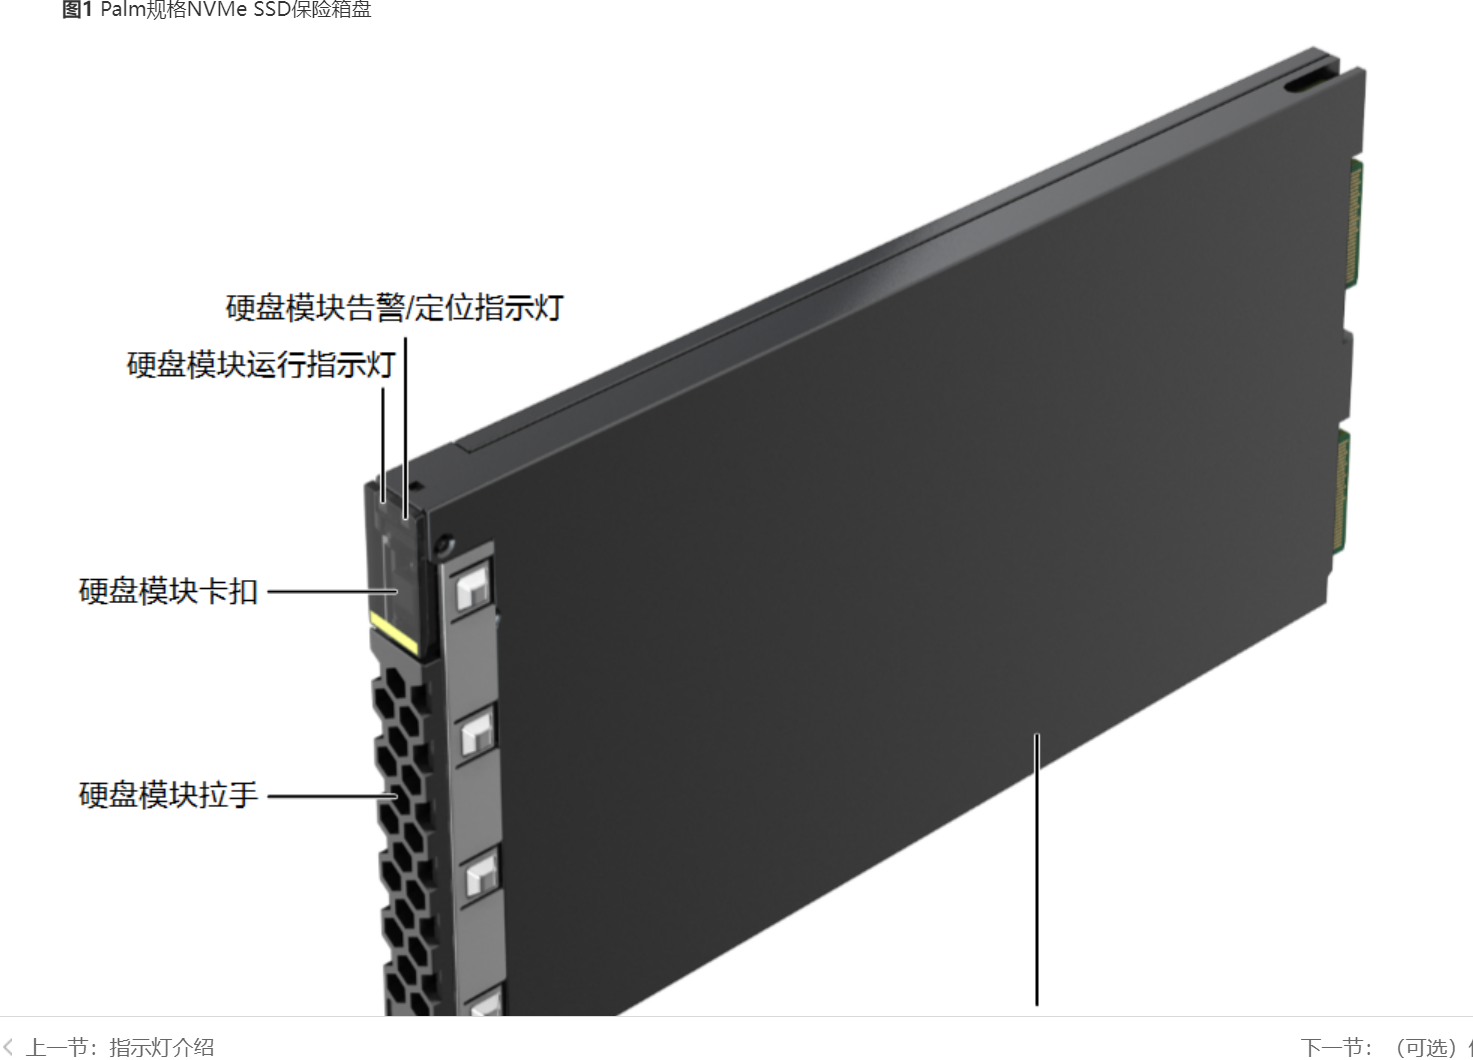 图1 Palm规格NVMe SSD保险箱盘
硬盘模块告警/定位指示灯
硬盘模块运行指示灯
硬盘模块卡扣
硬盘模块拉手
上一节：指示灯介绍
下一节：（可选）